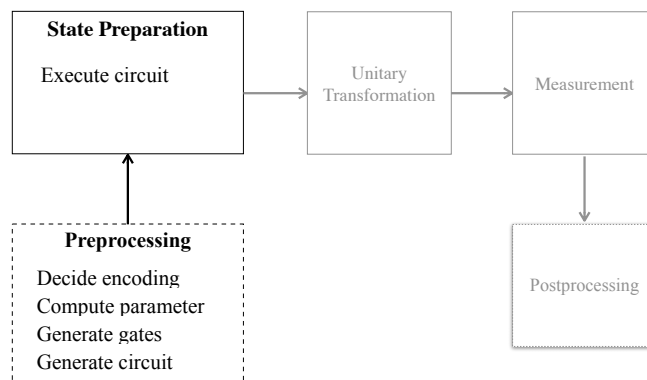 State Preparation
Execute circuit
Unitary
Transformation
Measurement
Preprocessing
Decide encoding
Compute parameter
Generate gates
Generate circuit
Postprocessing